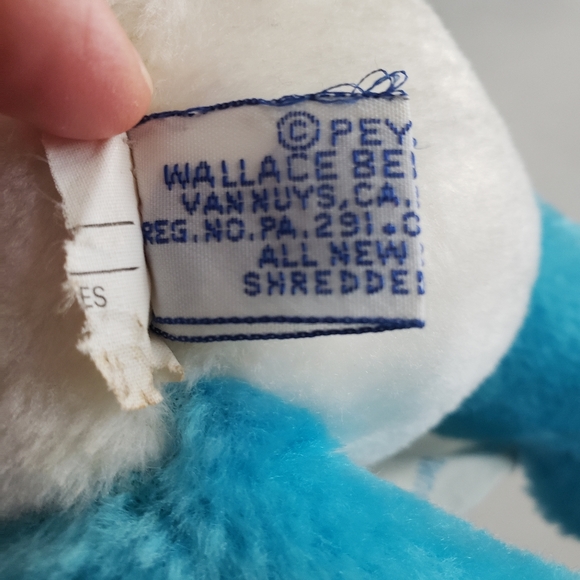 © PEY
WALLACE BE
VAN NUYS, CA.
REG. NO. PA. 291
ALL NEW
SHREDDE
ES